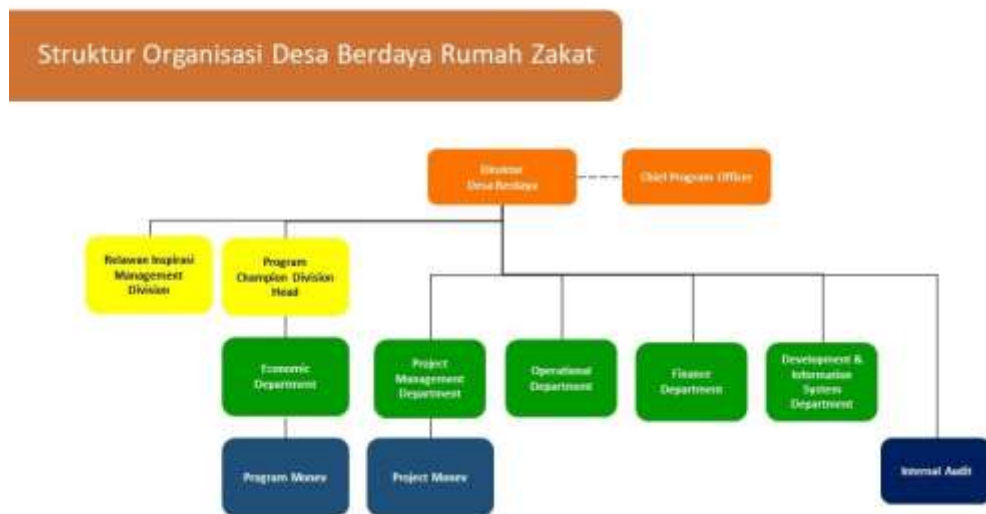 Struktur Organisasi Desa Berdaya Rumah Zakat
Direktur
Desa Berdaya
Chief Program Officer
Relawan Inspirasi
Management
Division
Program
Champion Division
Head
Economic
Department
Project
Management
Department
Operational
Department
Finance
Department
Development &
Information
System
Department
Program Monev
Project Monev
Internal Audit